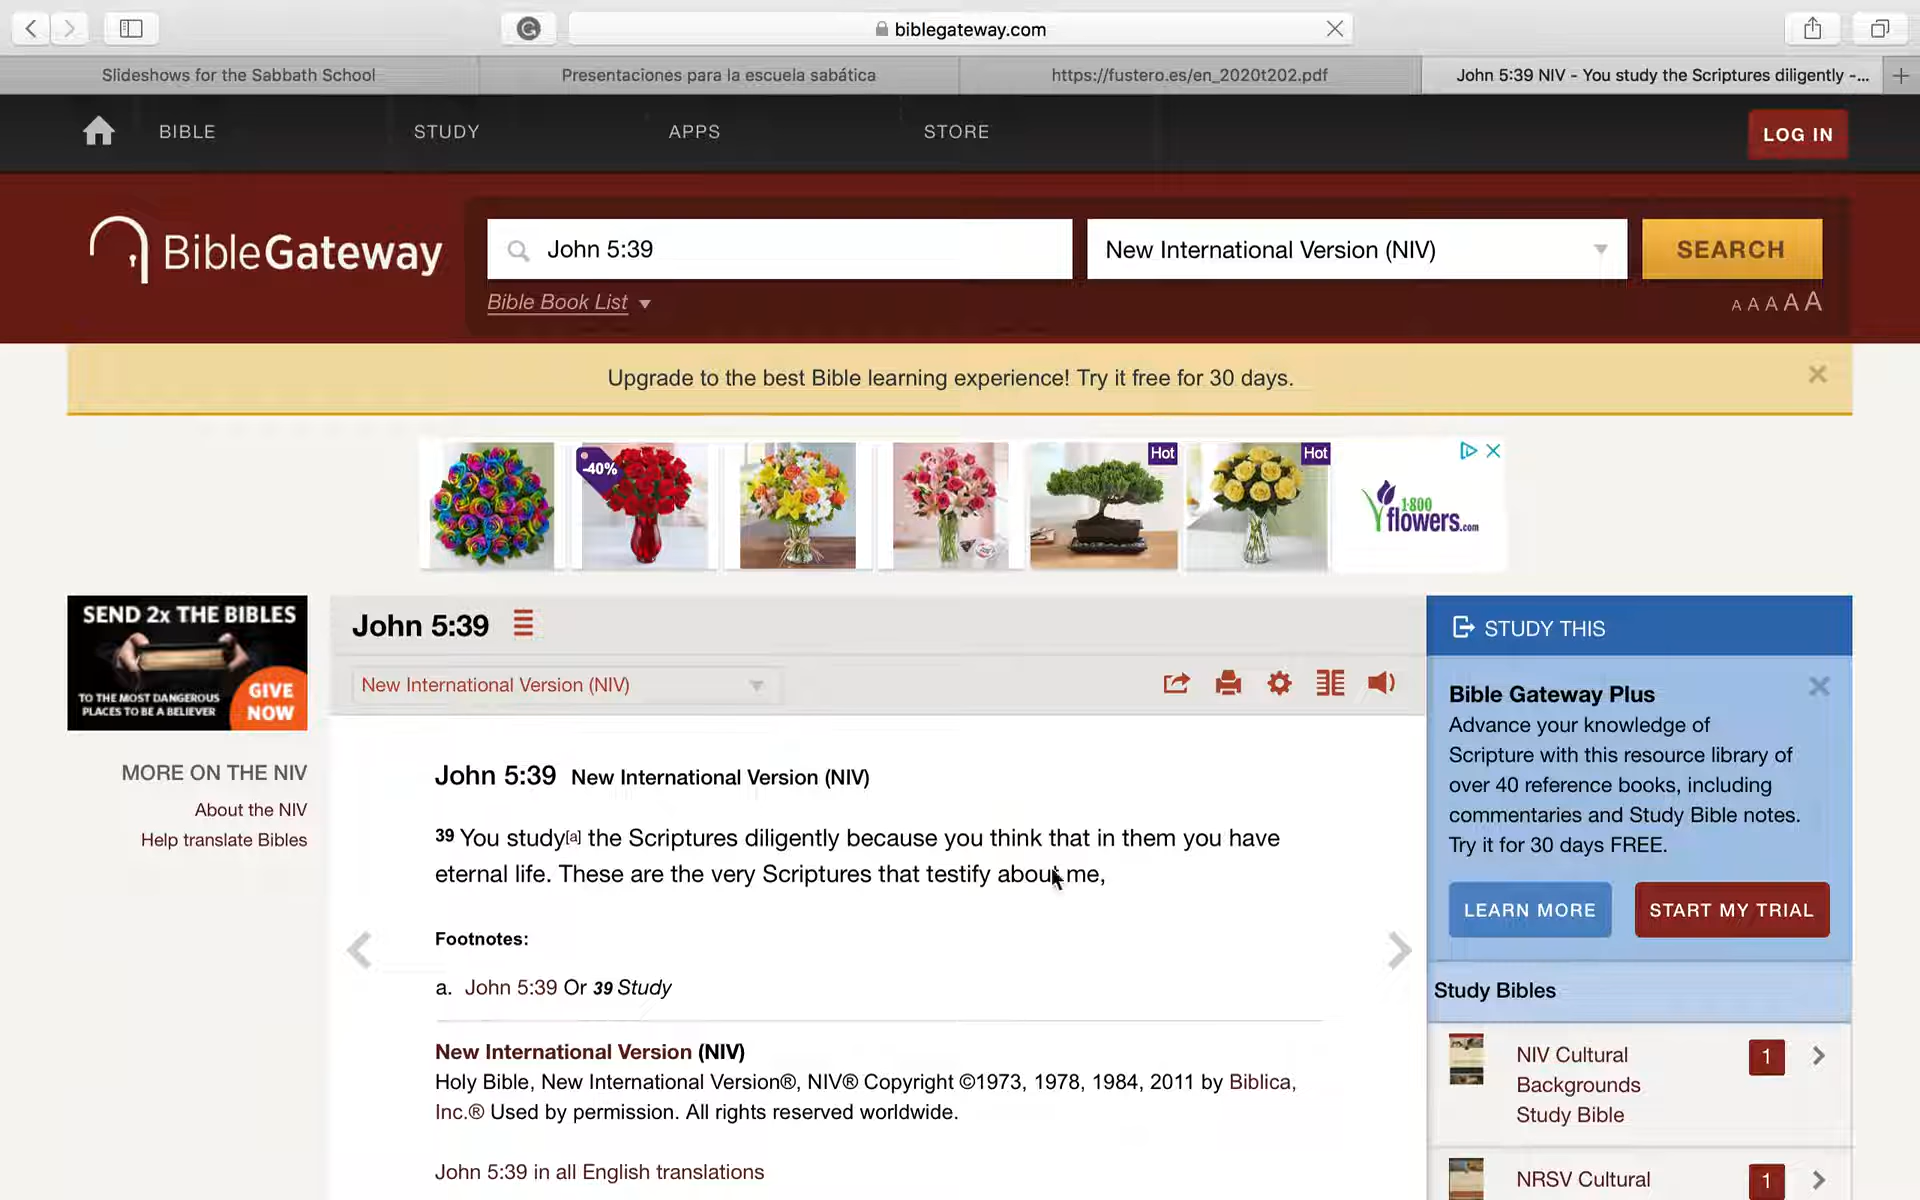 biblegateway.com
Slideshows for the Sabbath School
Presentaciones para la escuela sabática
https://fustero.es/en_2020t202.pdf
John 5:39 NIV - You study the Scriptures diligently -...
BIBLE
STUDY
APPS
STORE
LOG IN
BibleGateway
John 5:39
New International Version (NIV)
SEARCH
Bible Book List
A A A A A
Upgrade to the best Bible learning experience! Try it free for 30 days.
-40%
Hot
Hot
1·800
flowers.com
SEND 2x THE BIBLES
TO THE MOST DANGEROUS
PLACES TO BE A BELIEVER
GIVE
NOW
MORE ON THE NIV
About the NIV
Help translate Bibles
John 5:39
New International Version (NIV)
John 5:39 New International Version (NIV)
39 You study[a] the Scriptures diligently because you think that in them you have
eternal life. These are the very Scriptures that testify about me,
Footnotes:
a. John 5:39 Or 39 Study
New International Version (NIV)
Holy Bible, New International Version®, NIV® Copyright ©1973, 1978, 1984, 2011 by Biblica,
Inc.® Used by permission. All rights reserved worldwide.
John 5:39 in all English translations
STUDY THIS
Bible Gateway Plus
Advance your knowledge of
Scripture with this resource library of
over 40 reference books, including
commentaries and Study Bible notes.
Try it for 30 days FREE.
LEARN MORE
START MY TRIAL
Study Bibles
NIV Cultural
Backgrounds
Study Bible
1
NRSV Cultural
1